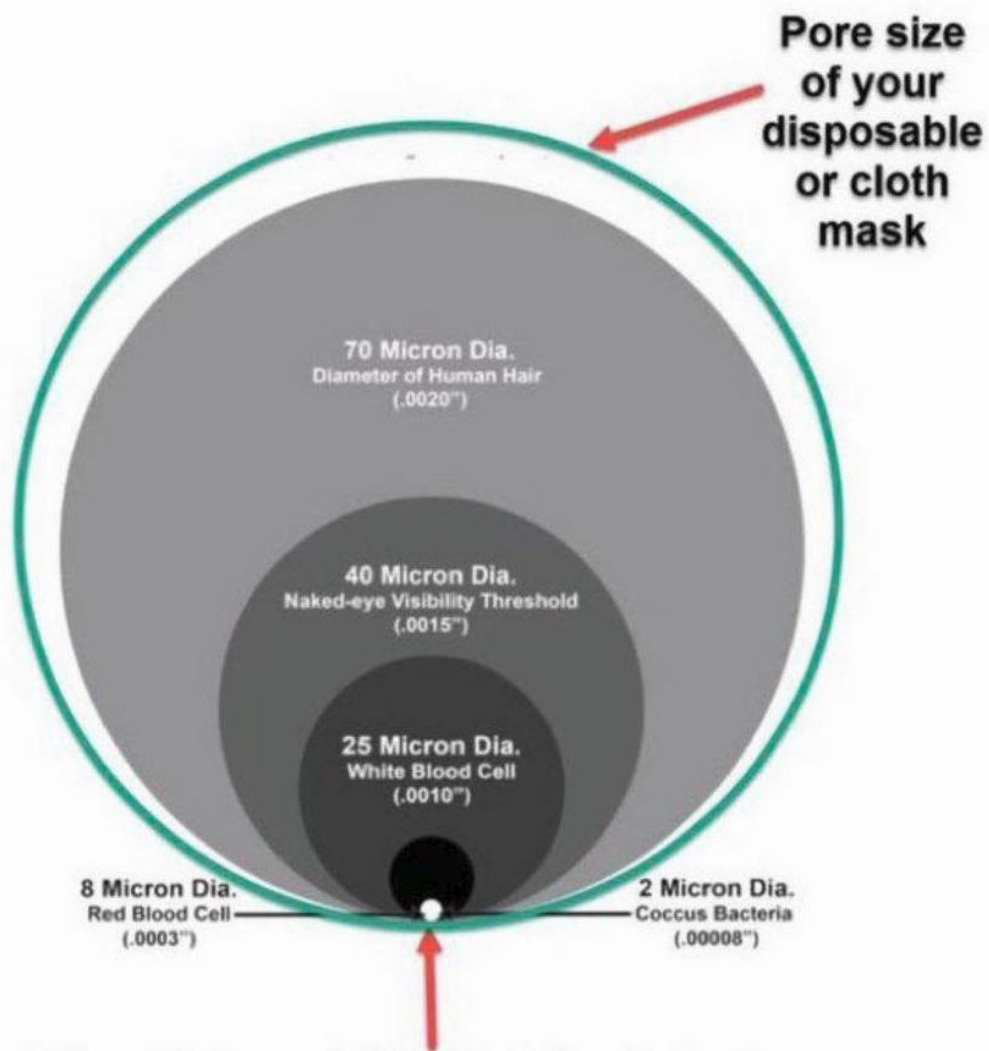 Pore size
of your
disposable
or cloth
mask
70 Micron Dia.
Diameter of Human Hair
(.0020")
40 Micron Dia.
Naked-eye Visibility Threshold
(.0015")
25 Micron Dia.
White Blood Cell
(.0010")
8 Micron Dia.
Red Blood Cell
(.0003")
2 Micron Dia.
Coccus Bacteria
(.00008")